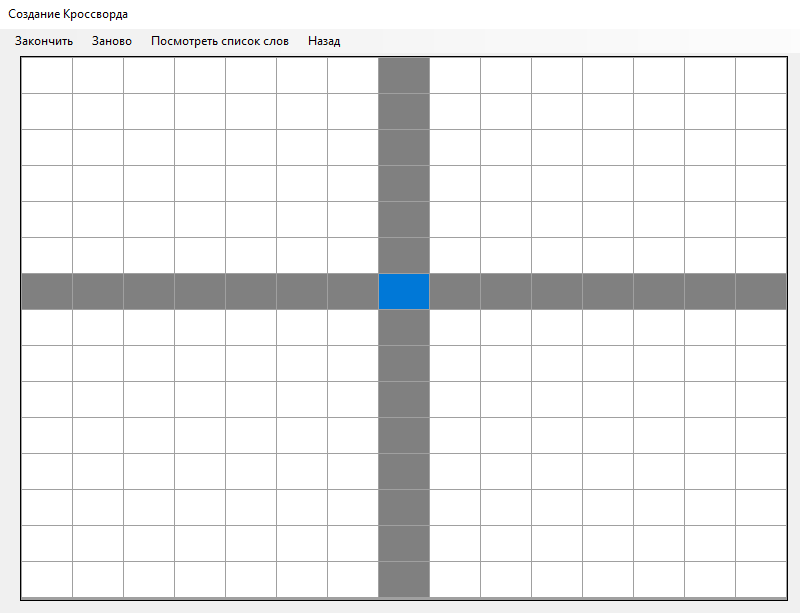 Создание Кроссворда
Закончить Заново Посмотреть список слов Назад